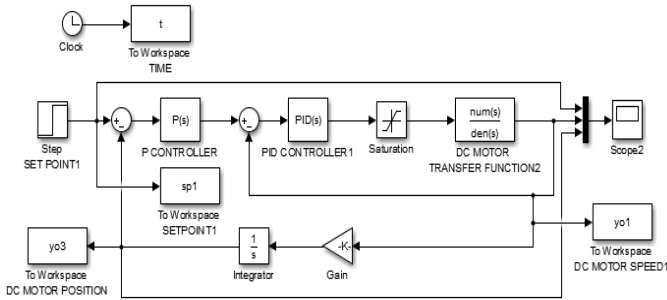 t
Clock
To Workspace
TIME
+
−
P(s)
+
−
PID(s)
num(s)
den(s)
Step
SET POINT1
P CONTROLLER
PID CONTROLLER1
Saturation
DC MOTOR
TRANSFER FUNCTION2
Scope2
sp1
To Workspace
SETPOINT1
yo3
1
s
-K-
yo1
To Workspace
DC MOTOR POSITION
Integrator
Gain
To Workspace
DC MOTOR SPEED1